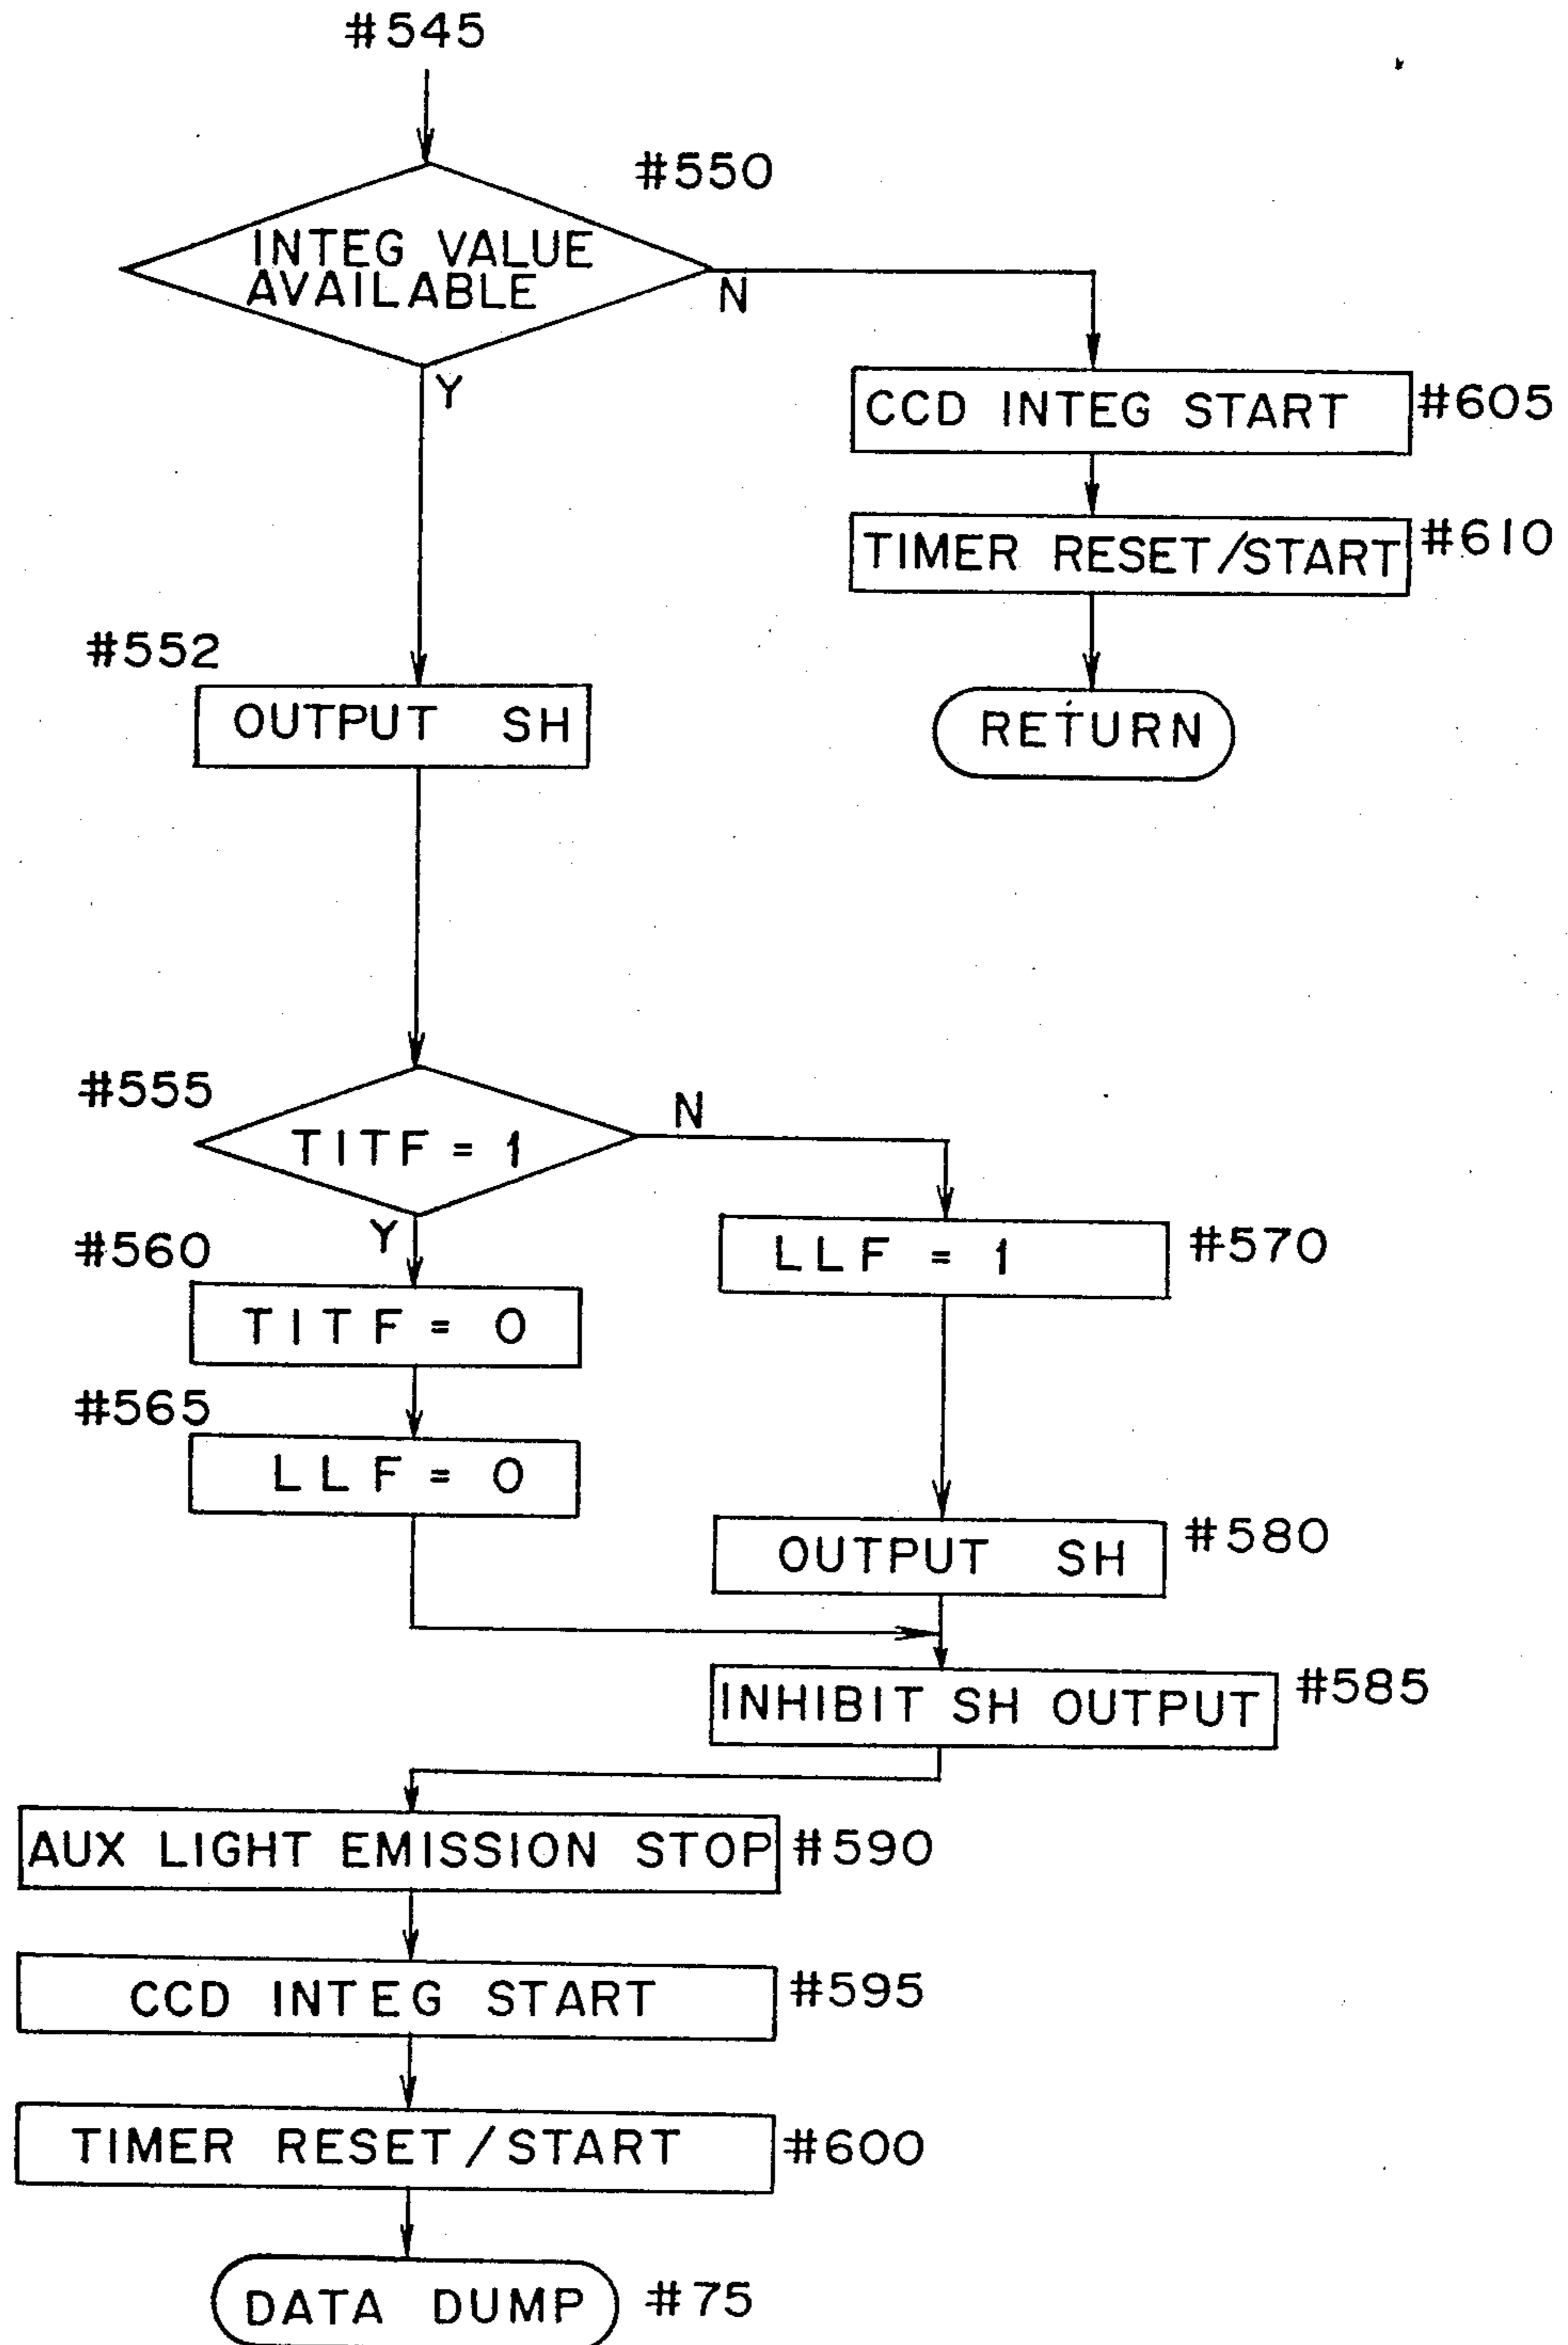 #545
#550
INTEG VALUE
AVAILABLE
N
Y
CCD INTEG START
#605
TIMER RESET/START
#610
RETURN
#552
OUTPUT SH
#555
TITF = 1
N
Y
#560
TITF = 0
LLF = 1
#570
#565
LLF = 0
OUTPUT SH
#580
INHIBIT SH OUTPUT
#585
AUX LIGHT EMISSION STOP
#590
CCD INTEG START
#595
TIMER RESET/START
#600
DATA DUMP
#75